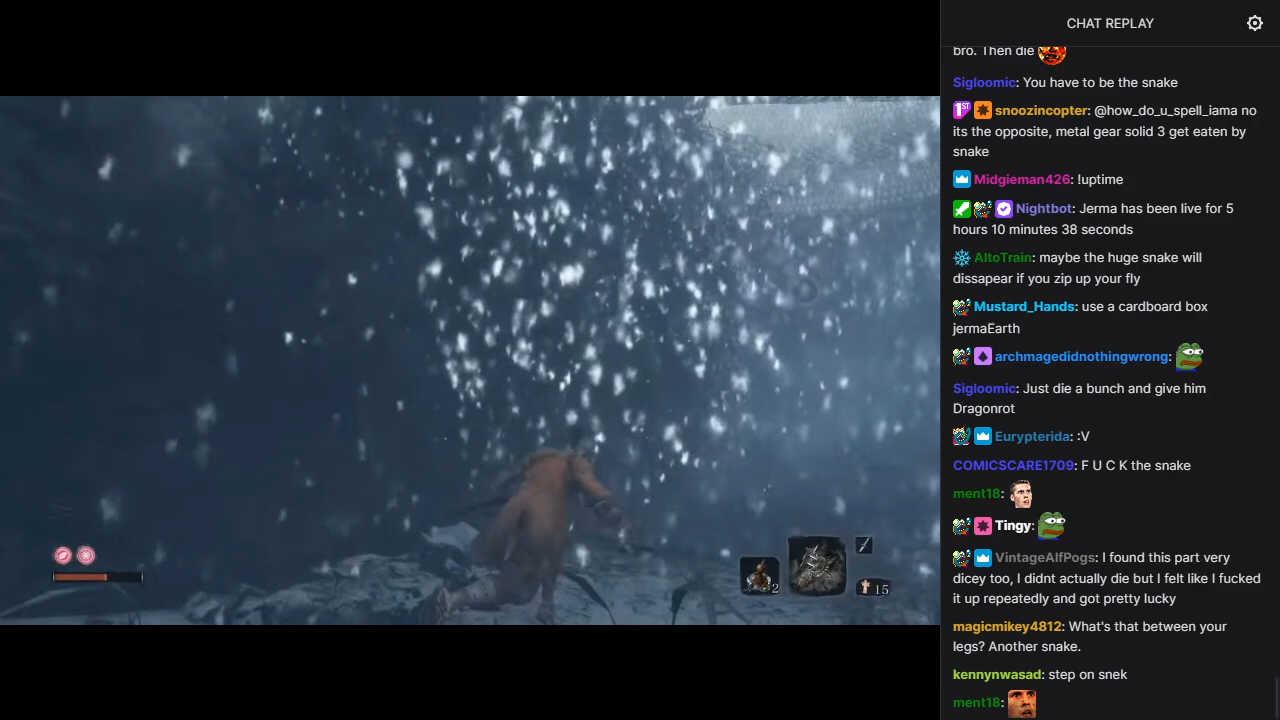 CHAT REPLAY
bro. Then die
Sigloomic: You have to be the snake
1ST snoozincopter: @how_do_u_spell_iama no
its the opposite, metal gear solid 3 get eaten by
snake
Midgieman426: !uptime
Nightbot: Jerma has been live for 5
hours 10 minutes 38 seconds
AltoTrain: maybe the huge snake will
dissapear if you zip up your fly
Mustard_Hands: use a cardboard box
jermaEarth
archmagedidnothingwrong:
Sigloomic: Just die a bunch and give him
Dragonrot
Eurypterida: :V
COMICSCARE1709: F U C K the snake
ment18:
Tingy:
VintageAlfPogs: I found this part very
dicey too, I didnt actually die but I felt like I fucked
it up repeatedly and got pretty lucky
magicmikey4812: What's that between your
legs? Another snake.
kennynwasad: step on snek
ment18:
2
15